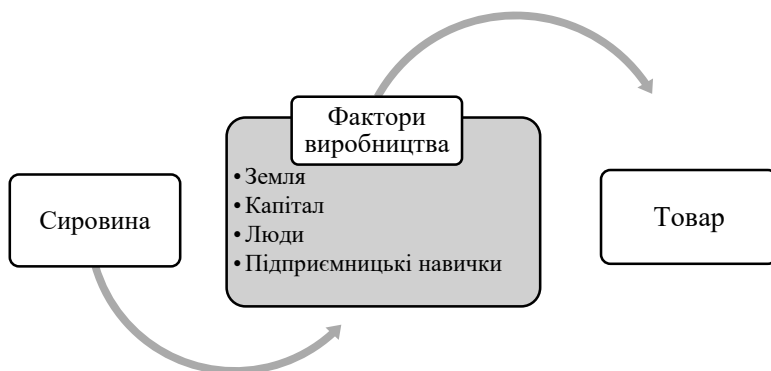 Сировина
Фактори
виробництва
• Земля
• Капітал
• Люди
• Підприємницькі навички
Товар